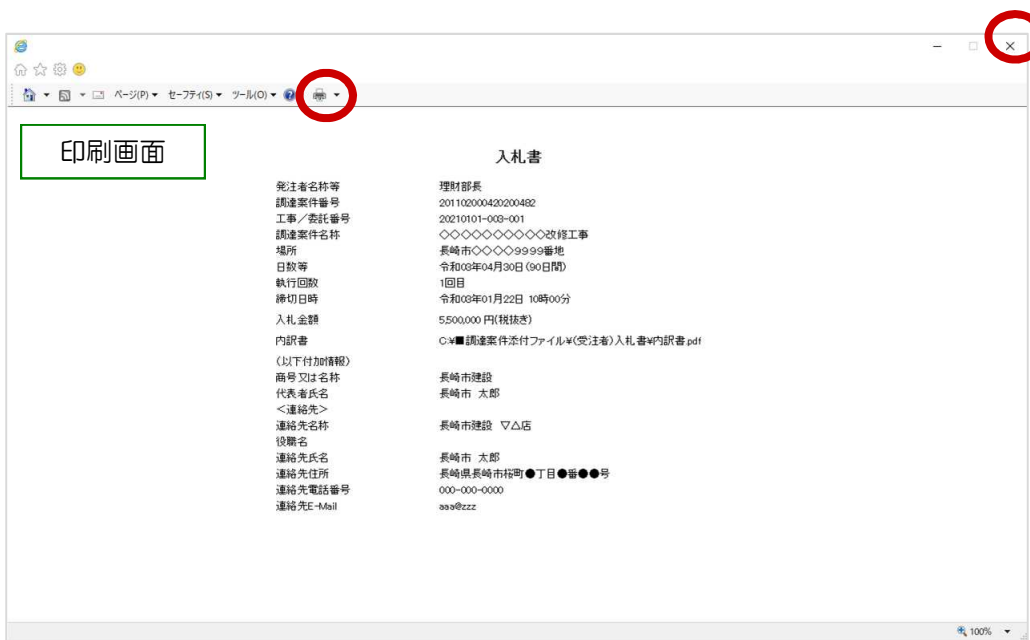 ページ(P) セーフティ(S) ツール(O)
印刷画面
入札書
発注者名称等 理財部長
調達案件番号 201102000420200482
工事／委託番号 20210101-003-001
調達案件名称 ◇◇◇◇◇◇◇◇◇◇改修工事
場所 長崎市◇◇◇◇9999番地
日数等 令和03年04月30日(90日間)
執行回数 1回目
締切日時 令和03年01月22日 10時00分
入札金額 5,500,000 円(税抜き)
内訳書 C:¥■調達案件添付ファイル¥(受注者)入札書¥内訳書.pdf
(以下付加情報)
商号又は名称 長崎市建設
代表者氏名 長崎市 太郎
＜連絡先＞
連絡先名称 長崎市建設 ▽△店
役職名
連絡先氏名 長崎市 太郎
連絡先住所 長崎県長崎市桜町●丁目●番●●号
連絡先電話番号 000-000-0000
連絡先E-Mail aaa@zzz
100%